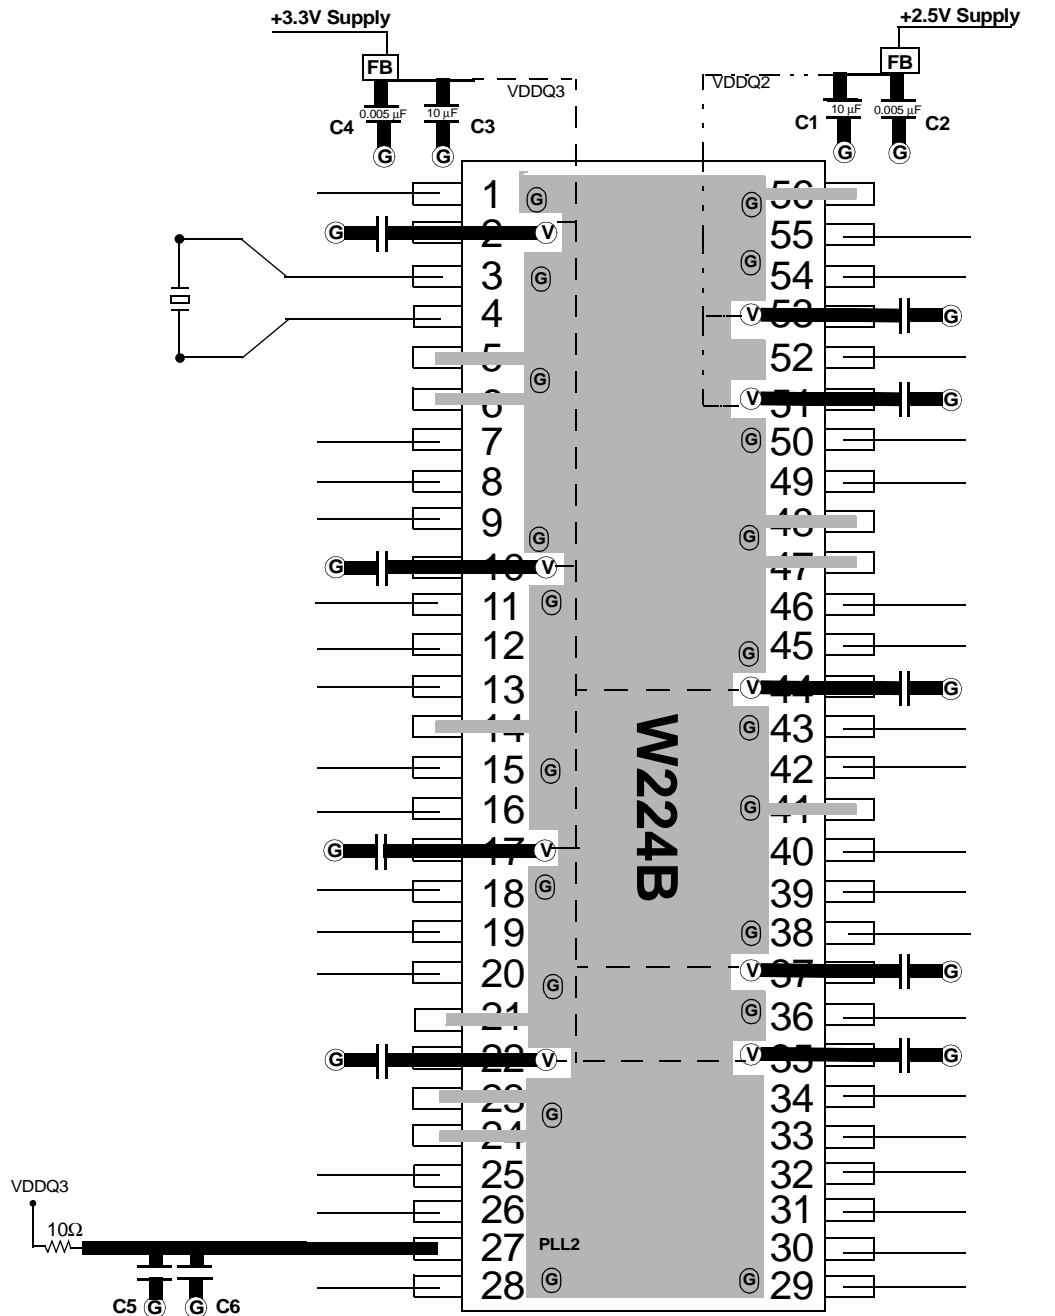 +3.3V Supply
+2.5V Supply
FB
FB
VDDQ3
VDDQ2
0.005 µF
10 µF
10 µF
0.005 µF
C4
C3
C1
C2
G
G
G
G
1
G
G
56
G
2
V
55
3
G
G
54
4
V
53
G
5
52
6
G
V
51
G
7
G
50
8
49
9
G
G
48
G
10
V
47
11
G
46
12
G
45
13
V
44
G
14
G
43
15
G
42
16
G
41
G
17
V
40
18
G
39
19
G
38
20
G
V
37
G
21
G
36
G
22
V
V
35
G
23
G
34
24
33
25
32
26
31
27
PLL2
30
28
G
G
29
W224B
VDDQ3
10Ω
C5
G
G
C6